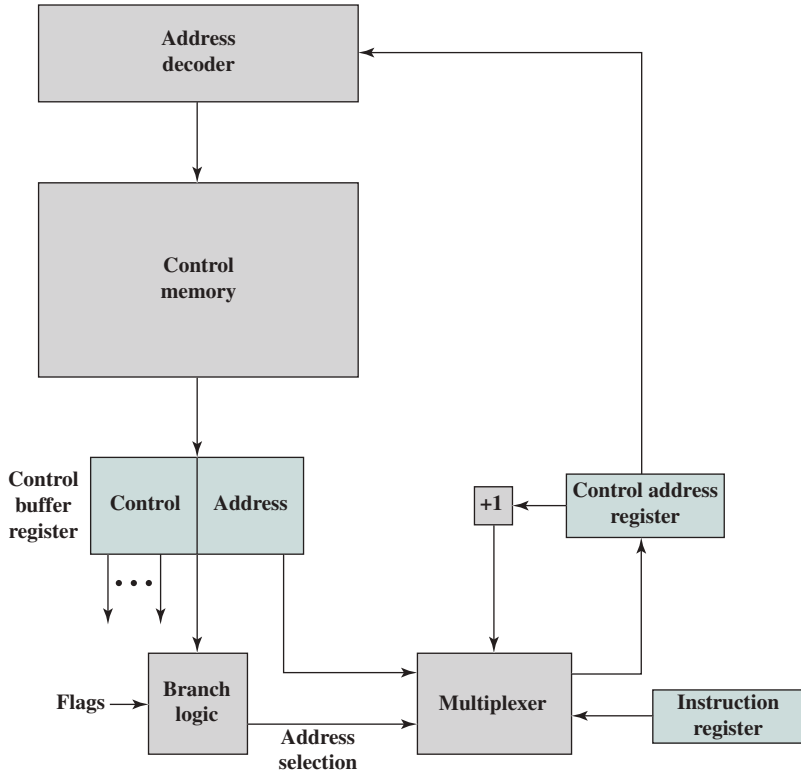 Address
decoder
Control
memory
Control
buffer
register
Control
Address
+1
Control address
register
Flags
Branch
logic
Address
selection
Multiplexer
Instruction
register